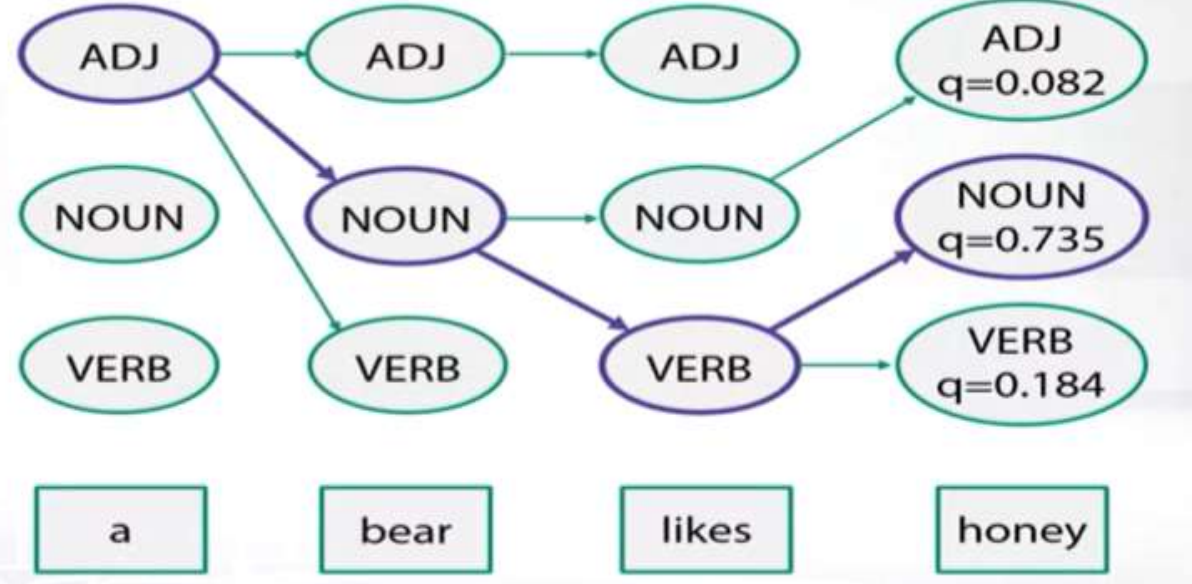 ADJ ADJ ADJ ADJ
q=0.082
NOUN NOUN NOUN NOUN
q=0.735
VERB VERB VERB VERB
q=0.184
a bear likes honey